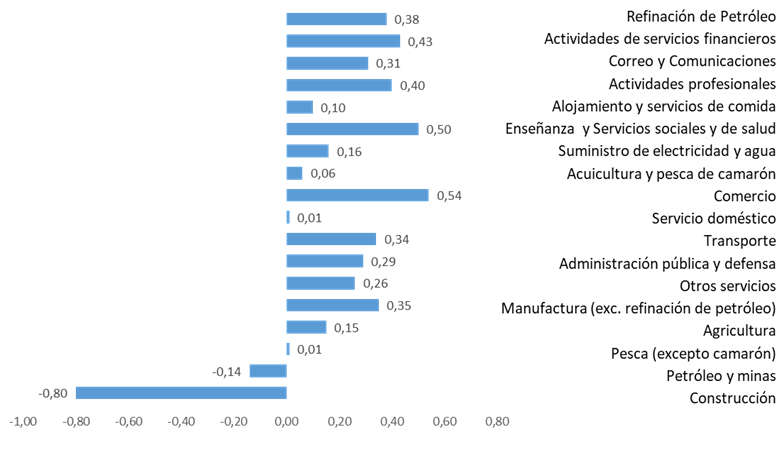 0,38 Refinación de Petróleo
0,43 Actividades de servicios financieros
0,31 Correo y Comunicaciones
0,40 Actividades profesionales
0,10 Alojamiento y servicios de comida
0,50 Enseñanza  y Servicios sociales y de salud
0,16 Suministro de electricidad y agua
0,06 Acuicultura y pesca de camarón
0,54 Comercio
0,01 Servicio doméstico
0,34 Transporte
0,29 Administración pública y defensa
0,26 Otros servicios
0,35 Manufactura (exc. refinación de petróleo)
0,15 Agricultura
0,01 Pesca (excepto camarón)
-0,14 Petróleo y minas
-0,80 Construcción
-1,00 -0,80 -0,60 -0,40 -0,20 0,00 0,20 0,40 0,60 0,80